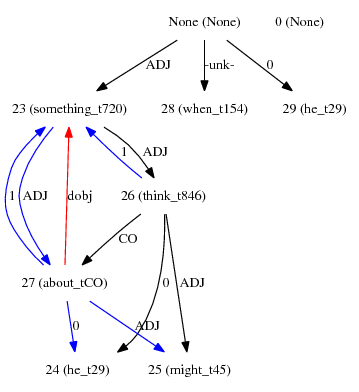 None (None) 0 (None)
ADJ -unk- 0
23 (something_t720) 28 (when_t154) 29 (he_t29)
1 ADJ dobj 1 ADJ
26 (think_t846)
CO
27 (about_tCO) 0 ADJ
0 ADJ
24 (he_t29) 25 (might_t45)